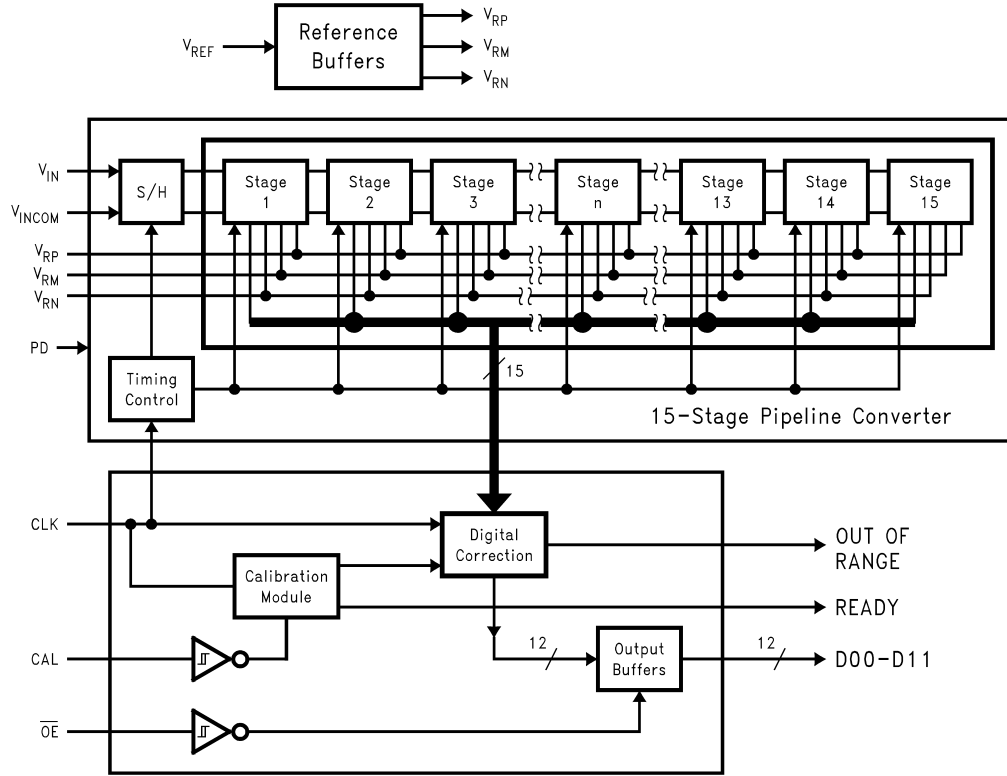 V_REF
Reference
Buffers
V_RP
V_RM
V_RN
V_IN
V_INCOM
V_RP
V_RM
V_RN
PD
S/H
Stage
1
Stage
2
Stage
3
Stage
n
Stage
13
Stage
14
Stage
15
15
Timing
Control
15-Stage Pipeline Converter
CLK
CAL
OE
Digital
Correction
Calibration
Module
12
Output
Buffers
12
OUT OF
RANGE
READY
D00-D11